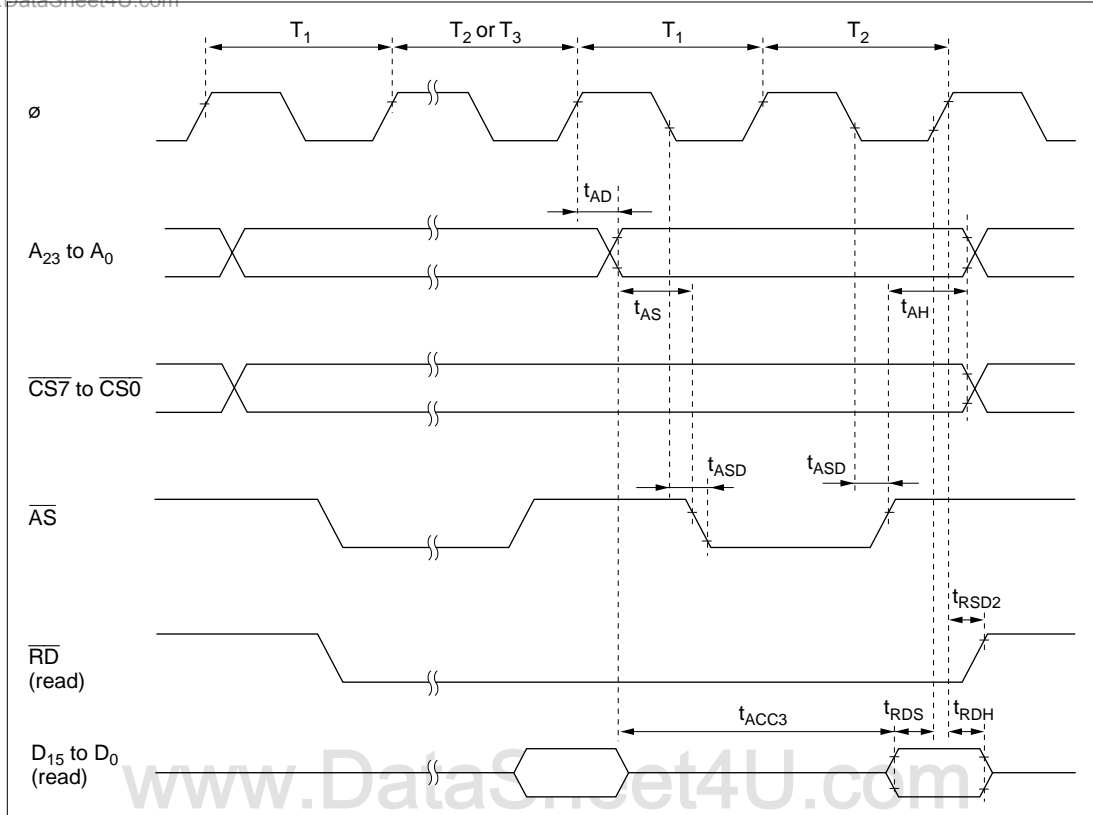 .DataSheet4U.com
T1 T2 or T3 T1 T2
ø
tAD
A23 to A0
tAS tAH
CS7 to CS0
tASD tASD
AS
tRSD2
RD
(read)
tACC3 tRDS tRDH
D15 to D0
(read)
www.DataSheet4U.com